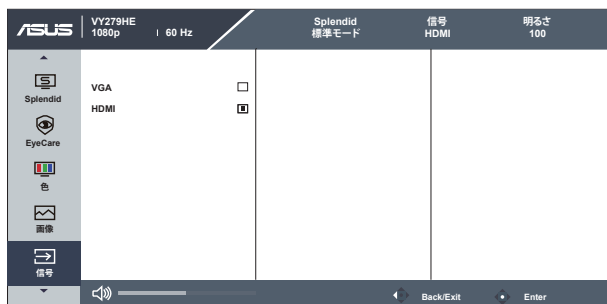 ASUS
VY279HE
1080p
60 Hz
Splendid
標準モード
信号
HDMI
明るさ
100
Splendid
EyeCare
色
画像
信号
VGA
HDMI
Back/Exit
Enter